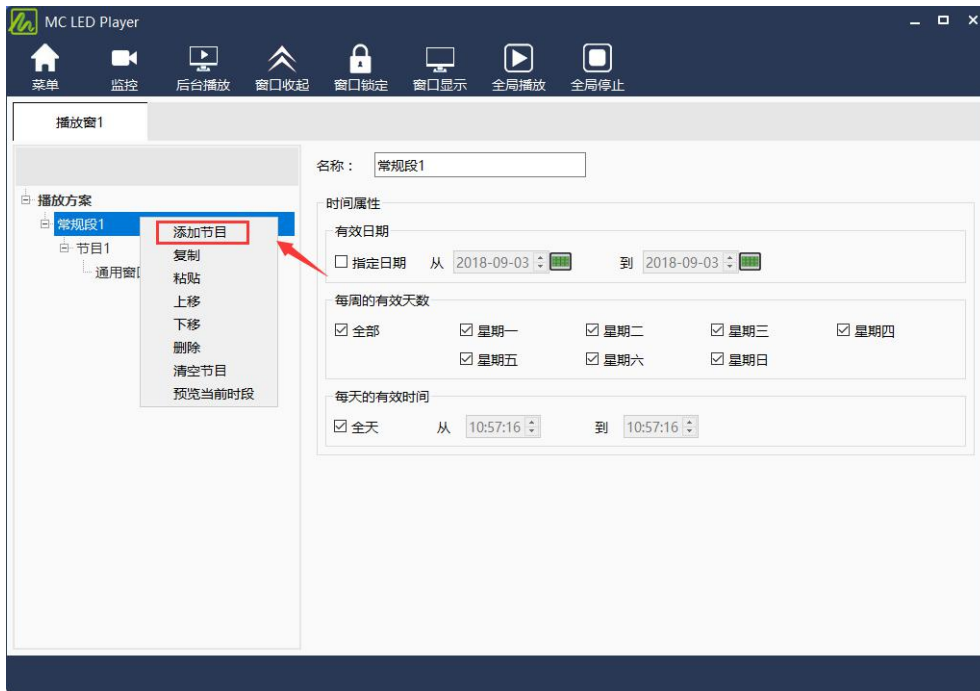 MC LED Player
菜单 监控 后台播放 窗口收起 窗口锁定 窗口显示 全局播放 全局停止
播放窗1
名称： 常规段1
播放方案
常规段1
节目1
通用窗
添加节目
复制
粘贴
上移
下移
删除
清空节目
预览当前时段
时间属性
有效日期
指定日期 从 2018-09-03 到 2018-09-03
每周的有效天数
全部 星期一 星期二 星期三 星期四
星期五 星期六 星期日
每天的有效时间
全天 从 10:57:16 到 10:57:16